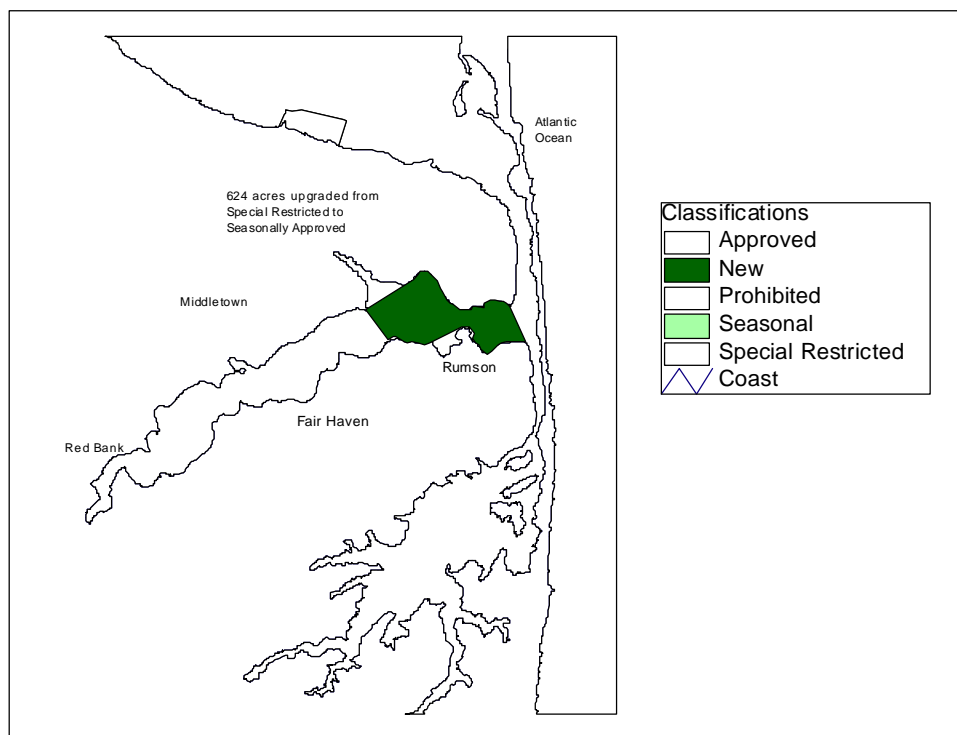 Atlantic
Ocean
624 acres upgraded from
Special Restricted to
Seasonally Approved
Middletown
Rumson
Fair Haven
Red Bank
Classifications
Approved
New
Prohibited
Seasonal
Special Restricted
Coast